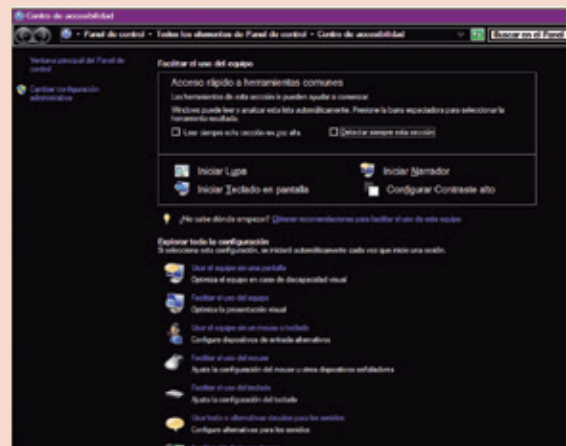 Centro de accesibilidad
Panel de control
Todos los elementos de Panel de control
Centro de accesibilidad
Buscar en el Panel
Ventana principal del Panel de control
Cambiar configuración administrativa
Facilitar el uso del equipo
Acceso rápido a herramientas comunes
Las herramientas de esta sección le pueden ayudar a comenzar.
Windows puede leer y analizar esta lista automáticamente. Presione la barra espaciadora para seleccionar la
herramienta resaltada.
Leer siempre esta sección en voz alta
Detectar siempre esta sección
Iniciar Lupa
Iniciar Narrador
Iniciar Teclado en pantalla
Configurar Contraste alto
¿No sabe dónde empezar? Obtener recomendaciones para facilitar el uso de este equipo
Explorar toda la configuración
Si selecciona esta configuración, se iniciará automáticamente cada vez que inicie una sesión.
Usar el equipo sin una pantalla
Optimiza el equipo en caso de discapacidad visual
Facilitar el uso del equipo
Optimiza la presentación visual
Usar el equipo sin un mouse o teclado
Configure dispositivos de entrada alternativos
Facilitar el uso del mouse
Ajuste la configuración del mouse u otros dispositivos señaladores
Facilitar el uso del teclado
Ajuste la configuración del teclado
Usar texto o alternativas visuales para los sonidos
Configure alternativas para los sonidos